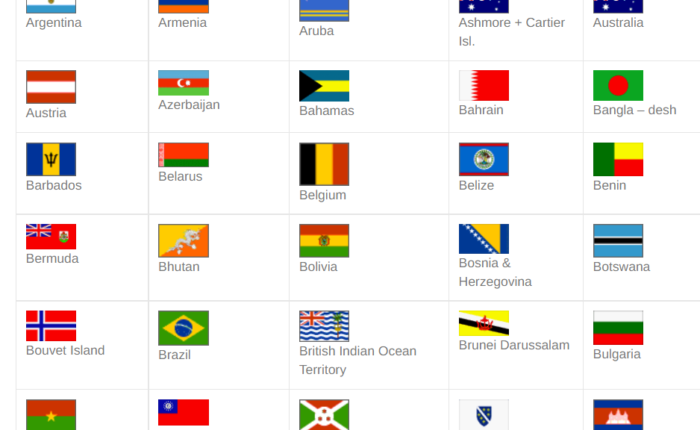 Argentina
Armenia
Aruba
Ashmore + Cartier
Isl.
Australia
Austria
Azerbaijan
Bahamas
Bahrain
Bangla – desh
Barbados
Belarus
Belgium
Belize
Benin
Bermuda
Bhutan
Bolivia
Bosnia &
Herzegovina
Botswana
Bouvet Island
Brazil
British Indian Ocean
Territory
Brunei Darussalam
Bulgaria